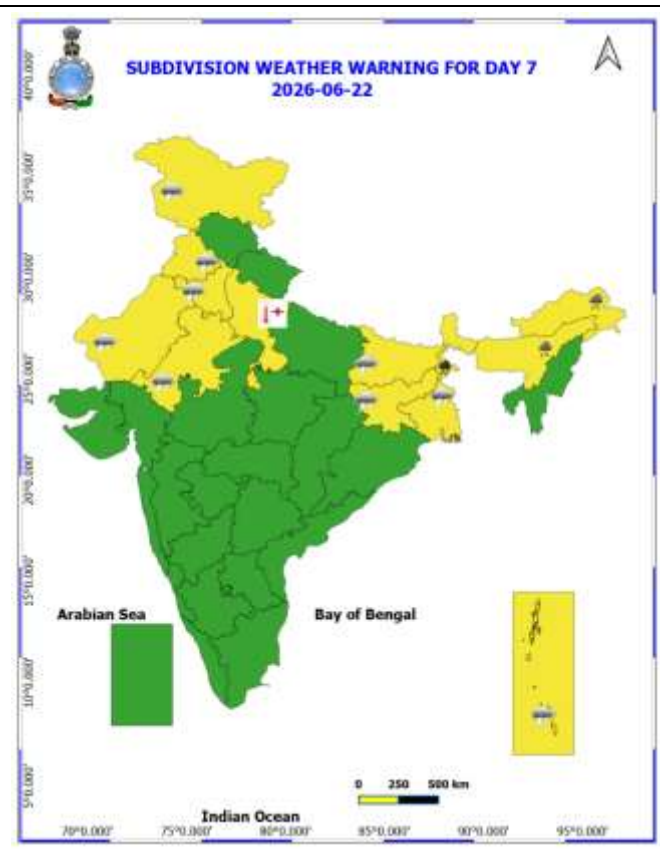 SUBDIVISION WEATHER WARNING FOR DAY 7
2026-06-22
40°0.000'
35°0.000'
30°0.000'
25°0.000'
20°0.000'
15°0.000'
10°0.000'
5°0.000'
Arabian Sea
Bay of Bengal
0 250 500 km
Indian Ocean
70°0.000' 75°0.000' 80°0.000' 85°0.000' 90°0.000' 95°0.000'